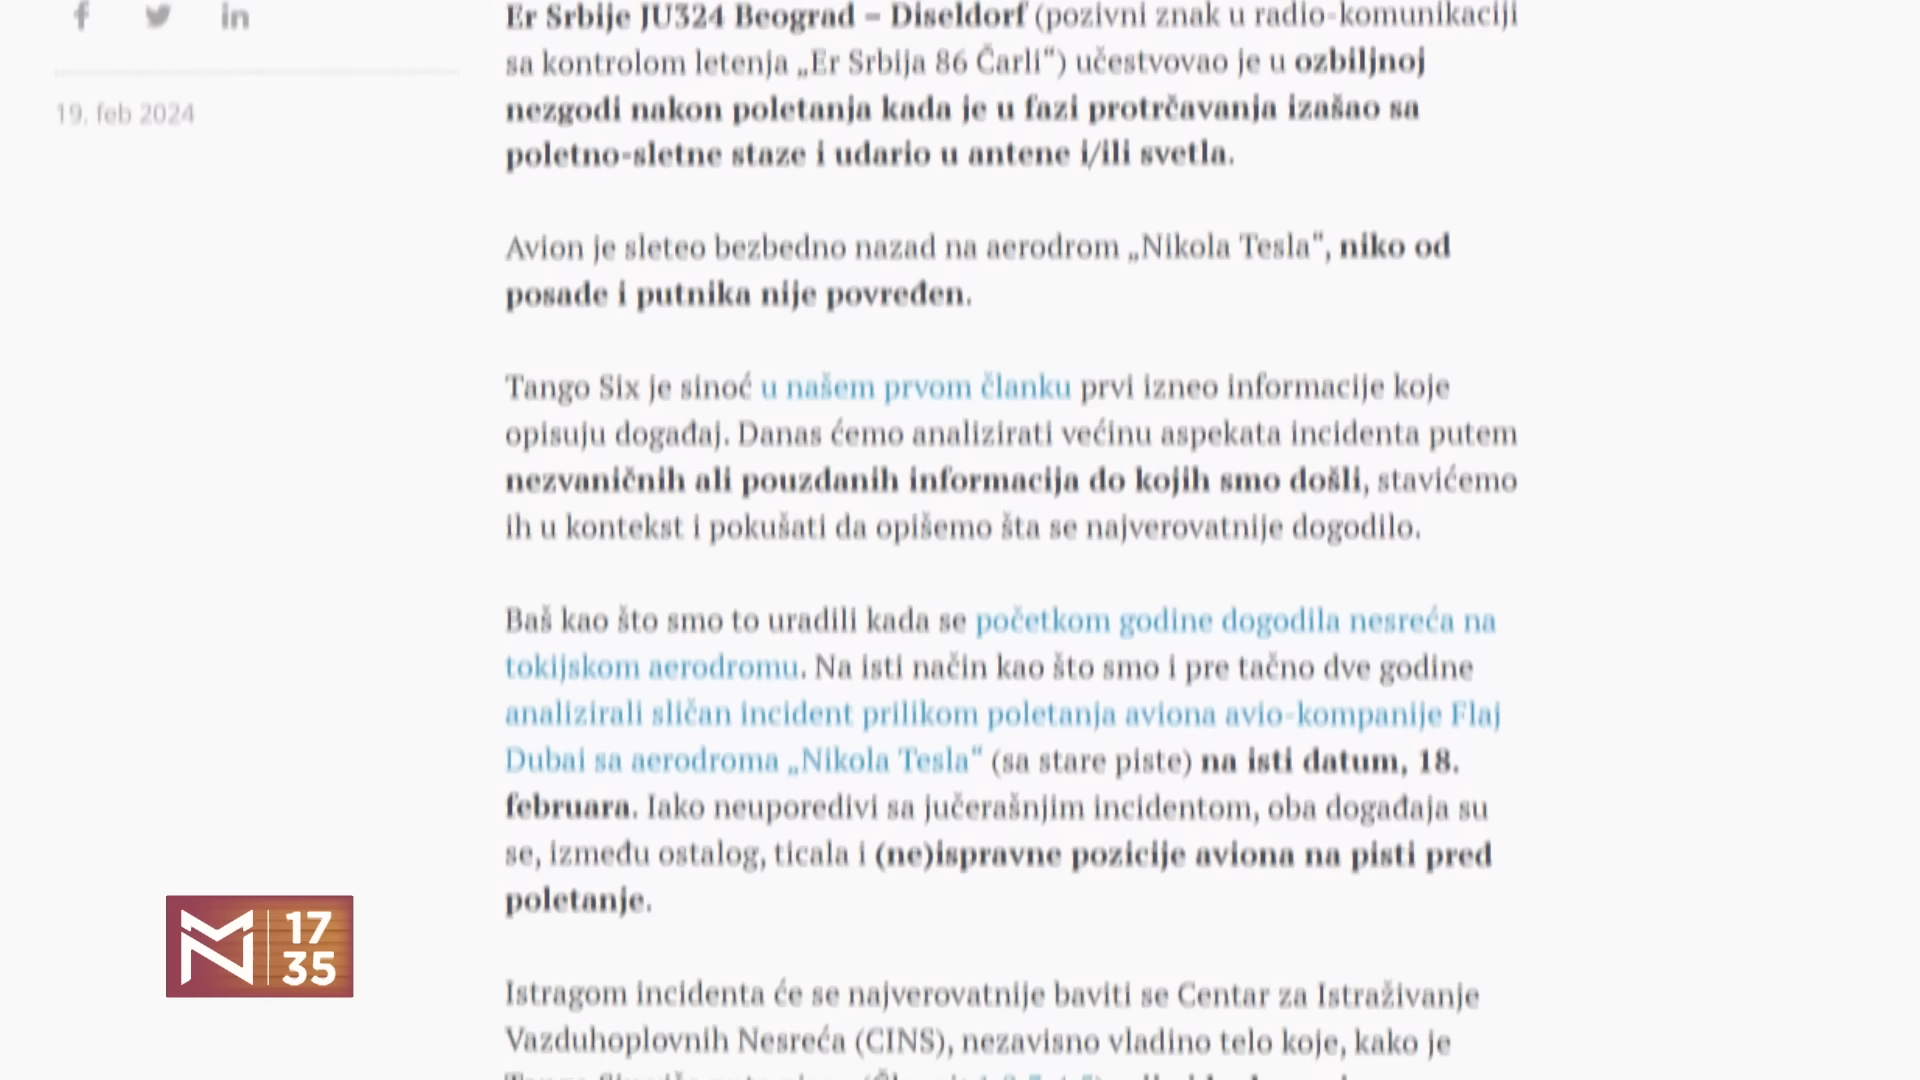 Er Srbije JU324 Beograd – Diseldorf (pozivni znak u radio-komunikaciji
sa kontrolom letenja „Er Srbija 86 Čarli“) učestvovao je u ozbiljnoj
19. feb 2024
nezgodi nakon poletanja kada je u fazi protrčavanja izašao sa
poletno-sletne staze i udario u antene i/ili svetla.
Avion je sleteo bezbedno nazad na aerodrom „Nikola Tesla“, niko od
posade i putnika nije povređen.
Tango Six je sinoć u našem prvom članku prvi izneo informacije koje
opisuju događaj. Danas ćemo analizirati većinu aspekata incidenta putem
nezvaničnih ali pouzdanih informacija do kojih smo došli, stavićemo
ih u kontekst i pokušati da opišemo šta se najverovatnije dogodilo.
Baš kao što smo to uradili kada se početkom godine dogodila nesreća na
tokijskom aerodromu. Na isti način kao što smo i pre tačno dve godine
analizirali sličan incident prilikom poletanja aviona avio-kompanije Flaj
Dubai sa aerodroma „Nikola Tesla“ (sa stare piste) na isti datum, 18.
februara. Iako neuporedivi sa jučerašnjim incidentom, oba događaja su
se, između ostalog, ticala i (ne)ispravne pozicije aviona na pisti pred
poletanje.
17
35
Istragom incidenta će se najverovatnije baviti se Centar za Istraživanje
Vazduhoplovnih Nesreća (CINS), nezavisno vladino telo koje, kako je